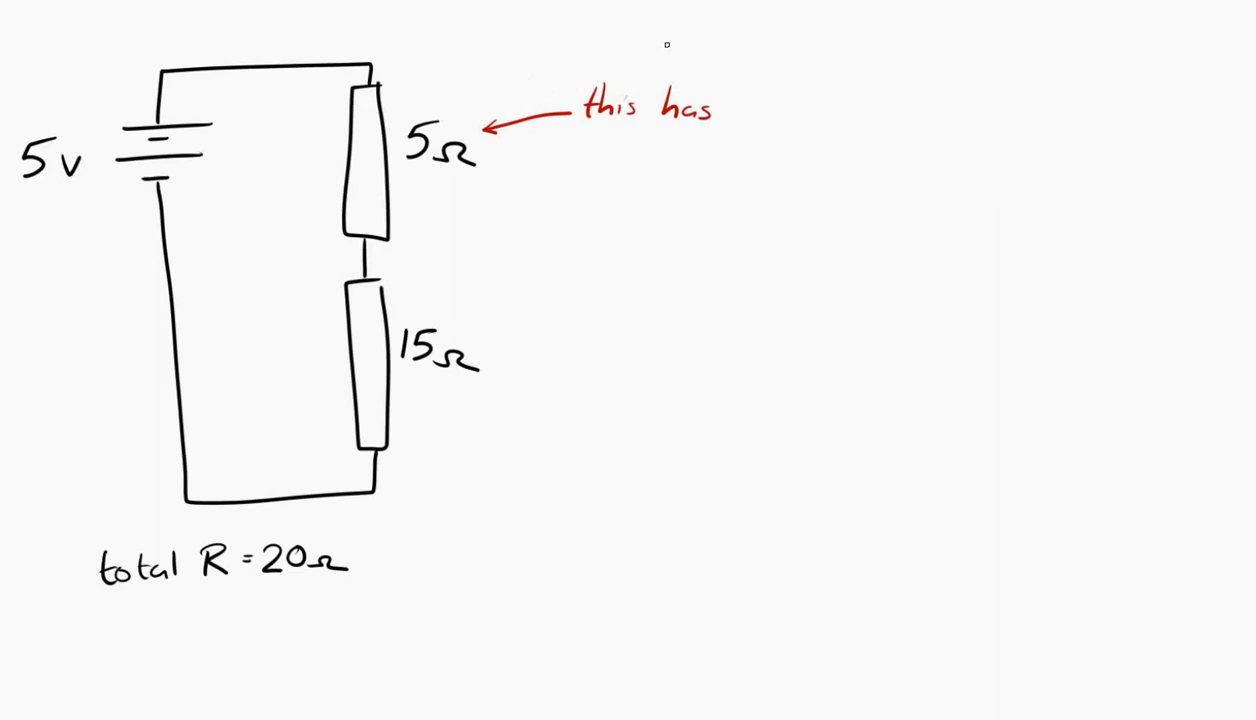 this has
5Ω
5v
15Ω
total R = 20Ω